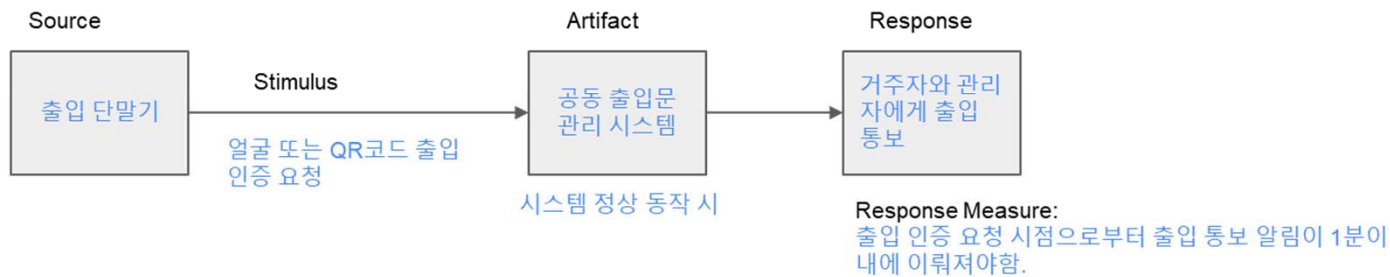 Source
Artifact
Response
출입 단말기
Stimulus
얼굴 또는 QR코드 출입
인증 요청
공동 출입문
관리 시스템
시스템 정상 동작 시
거주자와 관리
자에게 출입
통보
Response Measure:
출입 인증 요청 시점으로부터 출입 통보 알림이 1분이
내에 이뤄져야함.